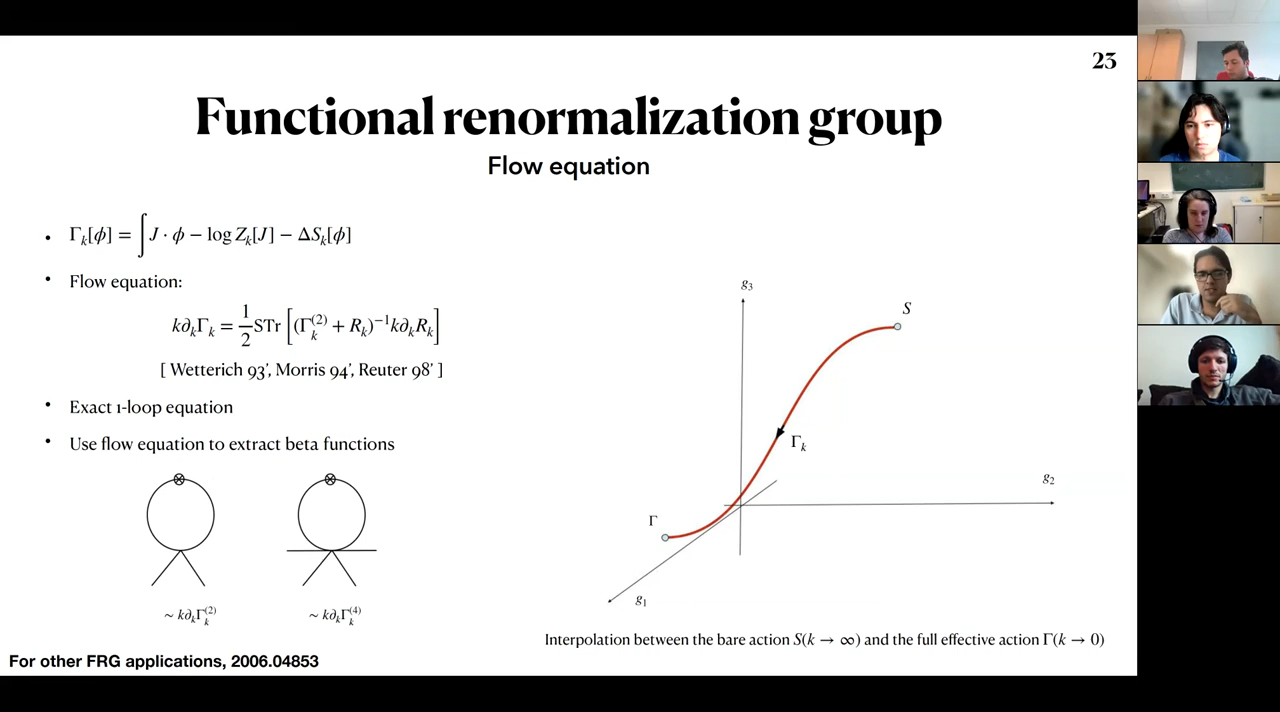 23
Functional renormalization group
Flow equation
• Γₖ[ϕ] = ∫ J · ϕ − log Zₖ[J] − ΔSₖ[ϕ]
• Flow equation:
k∂ₖΓₖ = 1/2 STr [(Γₖ⁽²⁾ + Rₖ)⁻¹ k∂ₖRₖ]
[ Wetterich 93', Morris 94', Reuter 98' ]
• Exact 1-loop equation
• Use flow equation to extract beta functions
∼ k∂ₖΓₖ⁽²⁾
∼ k∂ₖΓₖ⁽⁴⁾
For other FRG applications, 2006.04853
g₃
S
Γₖ
g₂
Γ
g₁
Interpolation between the bare action S(k → ∞) and the full effective action Γ(k → 0)